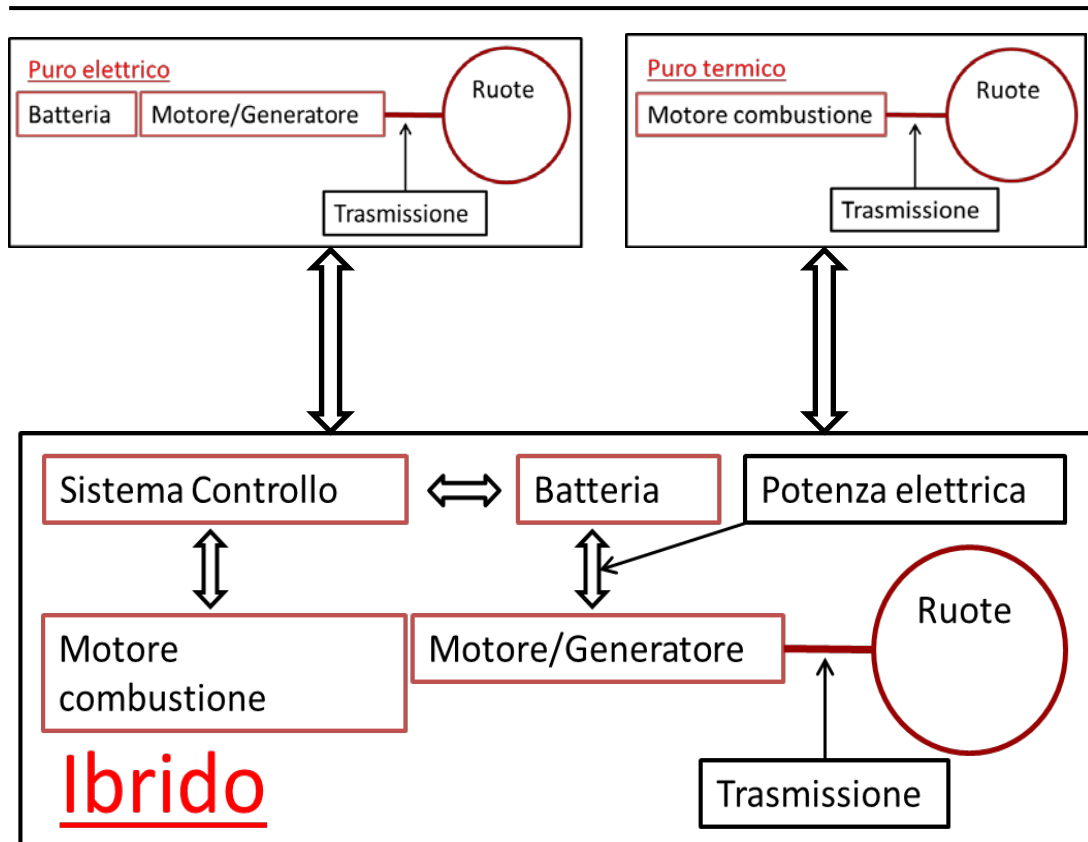 Puro elettrico
Batteria
Motore/Generatore
Ruote
Trasmissione
Puro termico
Motore combustione
Ruote
Trasmissione
Sistema Controllo
Batteria
Potenza elettrica
Motore
combustione
Motore/Generatore
Ruote
Ibrido
Trasmissione